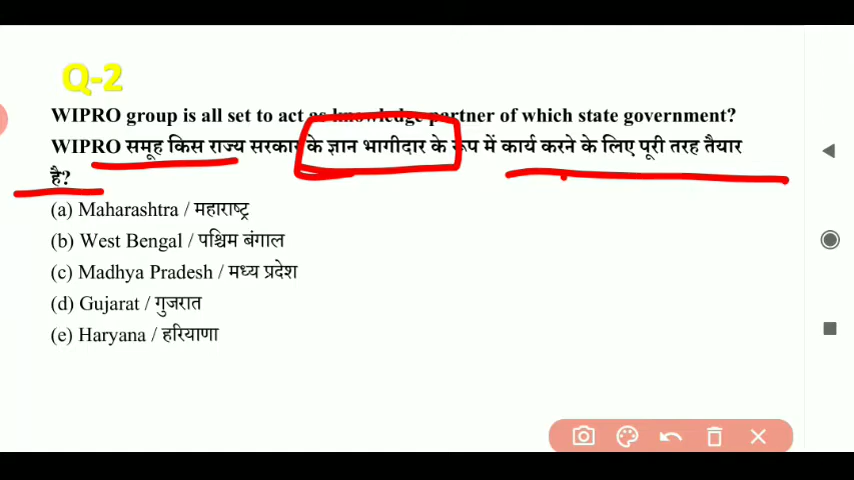 Q-2
WIPRO group is all set to act as knowledge partner of which state government?
WIPRO समूह किस राज्य सरकार के ज्ञान भागीदार के रूप में कार्य करने के लिए पूरी तरह तैयार
है?
(a) Maharashtra / महाराष्ट्र
(b) West Bengal / पश्चिम बंगाल
(c) Madhya Pradesh / मध्य प्रदेश
(d) Gujarat / गुजरात
(e) Haryana / हरियाणा